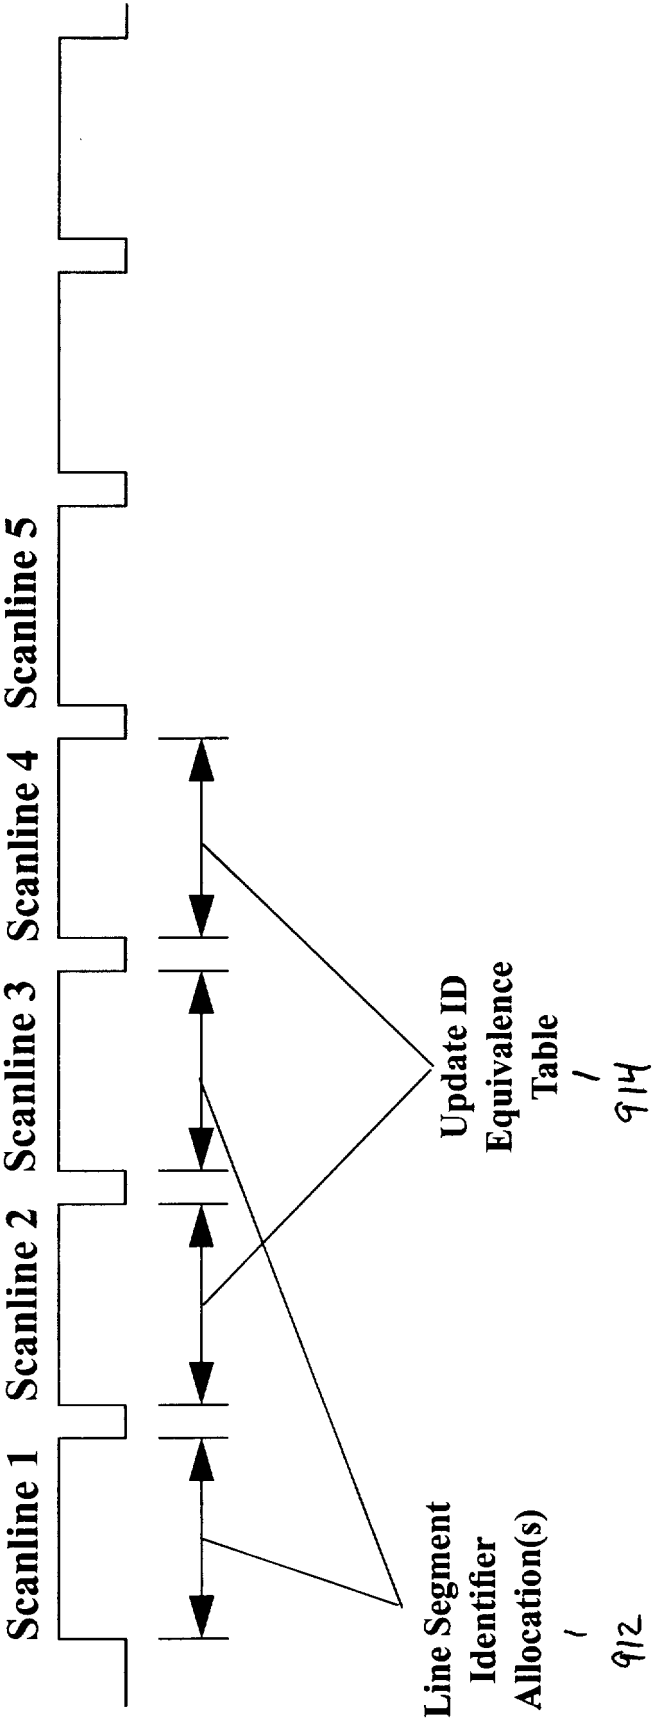 Scanline 1
Scanline 2
Scanline 3
Scanline 4
Scanline 5
Line Segment
Identifier
Allocation(s)
912
Update ID
Equivalence
Table
914